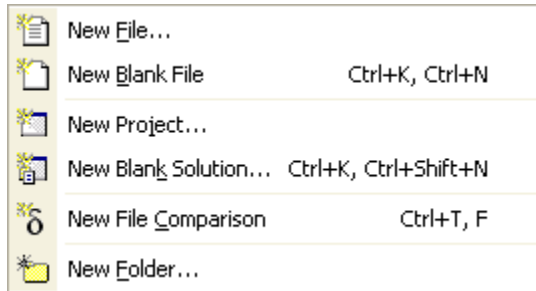 New File...
New Blank File Ctrl+K, Ctrl+N
New Project...
New Blank Solution... Ctrl+K, Ctrl+Shift+N
δ New File Comparison Ctrl+T, F
New Folder...